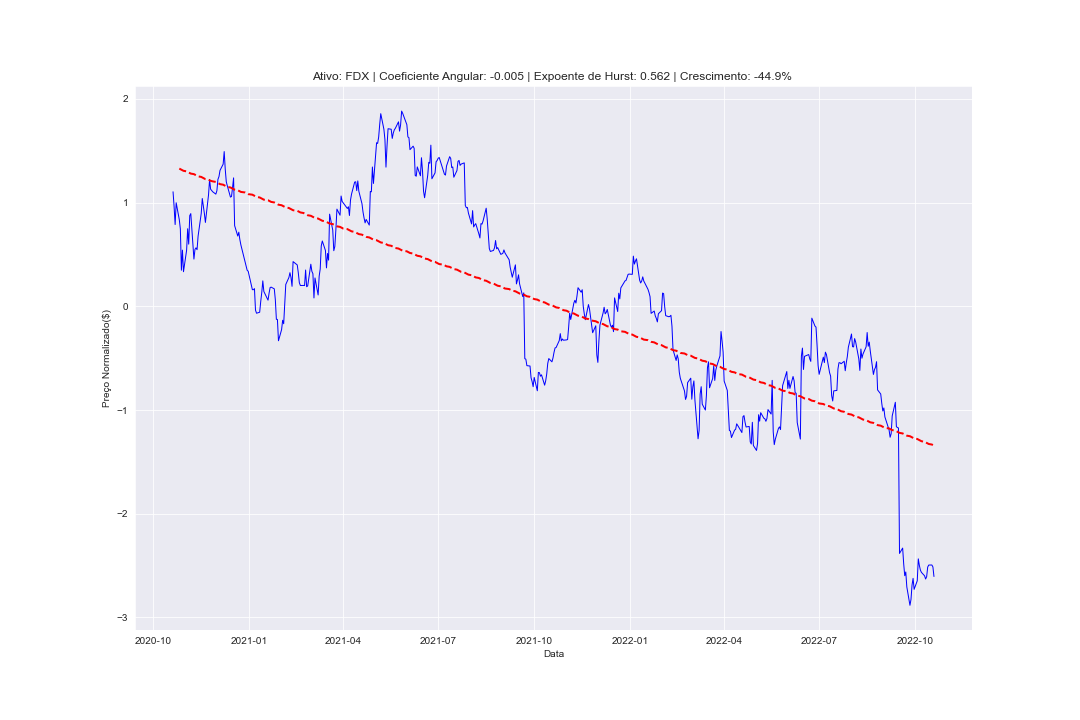 Ativo: FDX | Coeficiente Angular: -0.005 | Expoente de Hurst: 0.562 | Crescimento: -44.9%
2
1
0
−1
−2
−3
Preço Normalizado($)
2020-10 2021-01 2021-04 2021-07 2021-10 2022-01 2022-04 2022-07 2022-10
Data